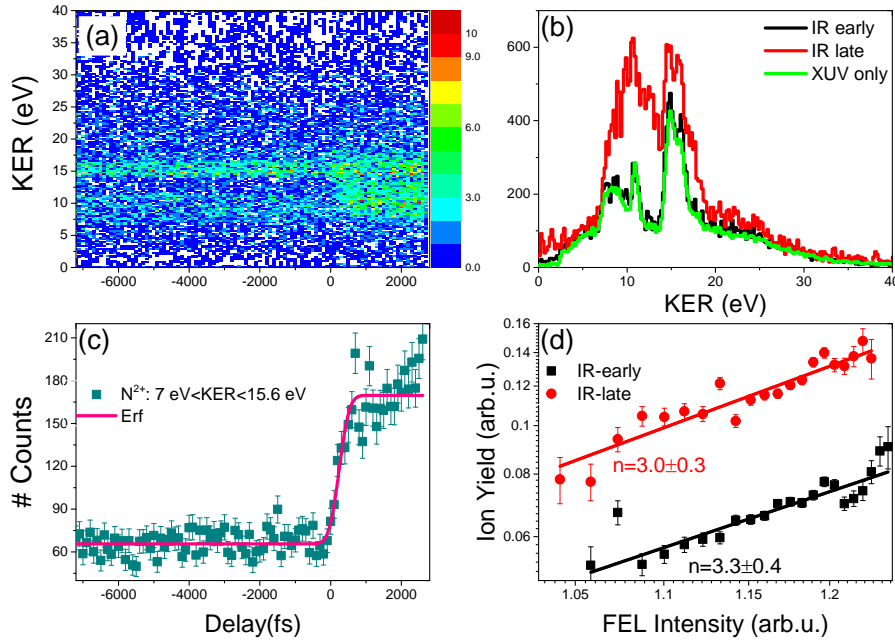 (a)
KER (eV)
40
35
30
25
20
15
10
5
0
-6000
-4000
-2000
0
2000
10
9.0
6.0
3.0
0.0
(b)
IR early
IR late
XUV only
600
400
200
0
0
10
20
30
40
KER (eV)
(c)
# Counts
210
180
150
120
90
60
N²⁺: 7 eV<KER<15.6 eV
Erf
-6000
-4000
-2000
0
2000
Delay(fs)
(d)
Ion Yield (arb.u.)
0.16
0.14
0.12
0.1
0.08
0.06
IR-early
IR-late
n=3.0±0.3
n=3.3±0.4
1.05
1.1
1.2
FEL Intensity (arb.u.)